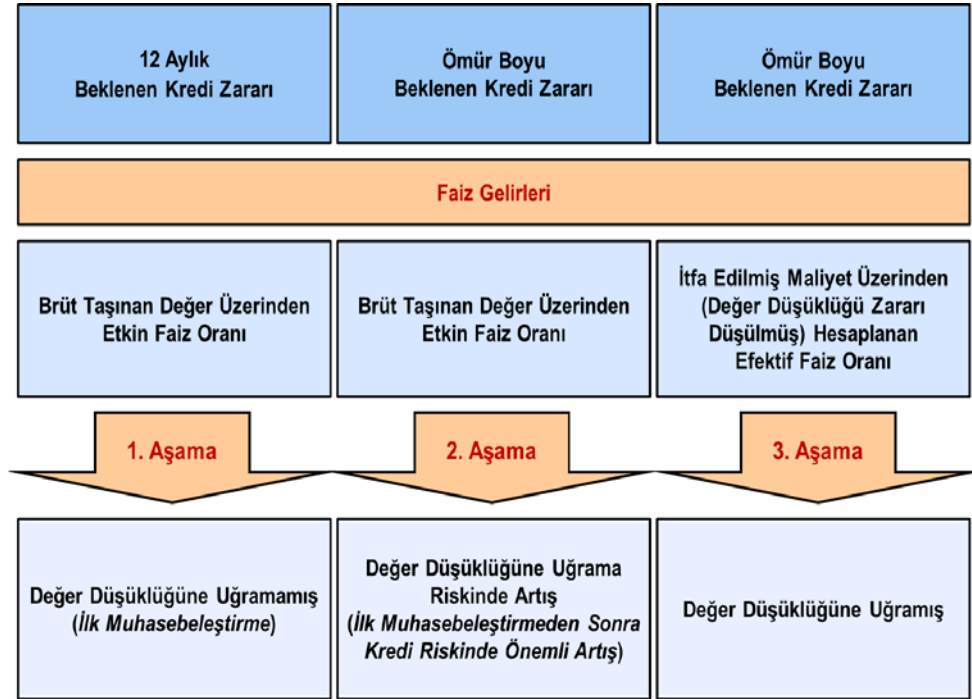 12 Aylık
Beklenen Kredi Zararı
Ömür Boyu
Beklenen Kredi Zararı
Ömür Boyu
Beklenen Kredi Zararı
Faiz Gelirleri
Brüt Taşınan Değer Üzerinden
Etkin Faiz Oranı
Brüt Taşınan Değer Üzerinden
Etkin Faiz Oranı
İtfa Edilmiş Maliyet Üzerinden
(Değer Düşüklüğü Zararı
Düşülmüş) Hesaplanan
Efektif Faiz Oranı
1. Aşama
2. Aşama
3. Aşama
Değer Düşüklüğüne Uğramamış
(İlk Muhasebeleştirme)
Değer Düşüklüğüne Uğrama
Riskinde Artış
(İlk Muhasebeleştirmeden Sonra
Kredi Riskinde Önemli Artış)
Değer Düşüklüğüne Uğramış